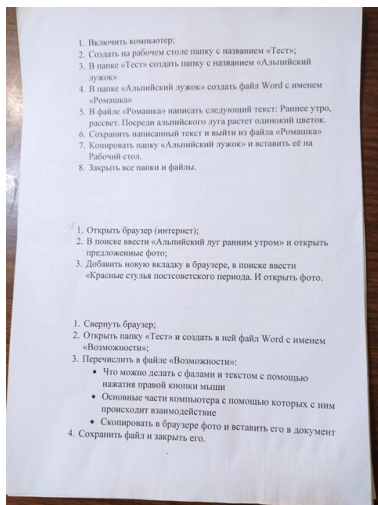 1. Включить компьютер;
2. Создать на рабочем столе папку с названием «Тест»;
3. В папке «Тест» создать папку с названием «Альпийский
лужок»
4. В папке «Альпийский лужок» создать файл Word с именем
«Ромашка»
5. В файле «Ромашка» написать следующий текст: Раннее утро,
рассвет. Посреди альпийского луга растет одинокий цветок.
6. Сохранить написанный текст и выйти из файла «Ромашка»
7. Копировать папку «Альпийский лужок» и вставить её на
Рабочий стол.
8. Закрыть все папки и файлы.
1. Открыть браузер (интернет);
2. В поиске ввести «Альпийский луг ранним утром» и открыть
предложенные фото;
3. Добавить новую вкладку в браузере, в поиске ввести
«Красные стулья постсоветского периода. И открыть фото.
1. Свернуть браузер;
2. Открыть папку «Тест» и создать в ней файл Word с именем
«Возможности»;
3. Перечислить в файле «Возможности»:
• Что можно делать с фалами и текстом с помощью
нажатия правой кнопки мыши
• Основные части компьютера с помощью которых с ним
происходит взаимодействие
• Скопировать в браузере фото и вставить его в документ
4. Сохранить файл и закрыть его.